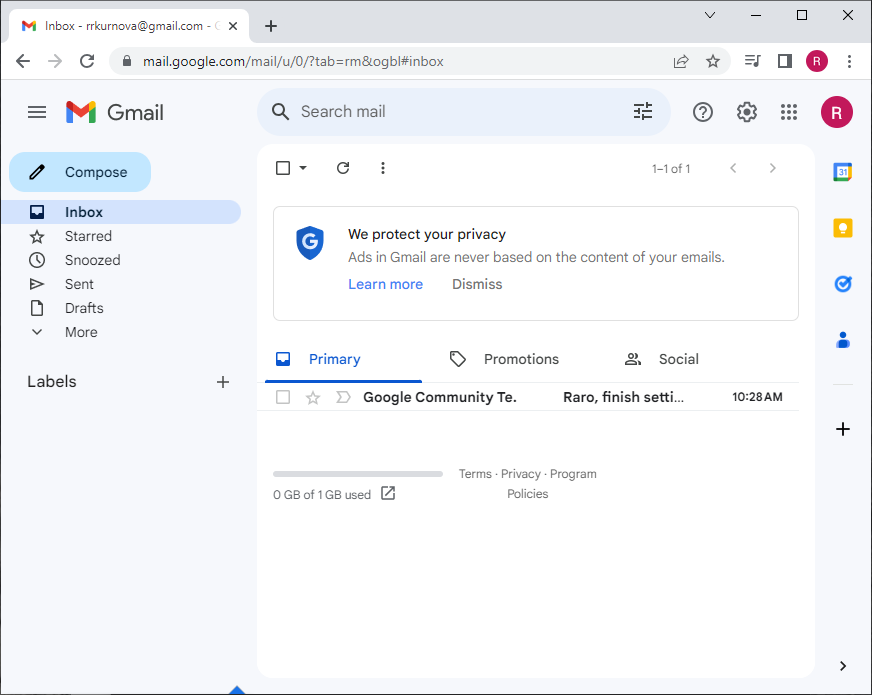 Inbox - rrkurnova@gmail.com -
mail.google.com/mail/u/0/?tab=rm&ogbl#inbox
R
Gmail
Search mail
R
Compose
1–1 of 1
31
Inbox
Starred
Snoozed
Sent
Drafts
More
Labels
G
We protect your privacy
Ads in Gmail are never based on the content of your emails.
Learn more Dismiss
Primary Promotions Social
Google Community Te. Raro, finish setti... 10:28 AM
0 GB of 1 GB used
Terms · Privacy · Program
Policies